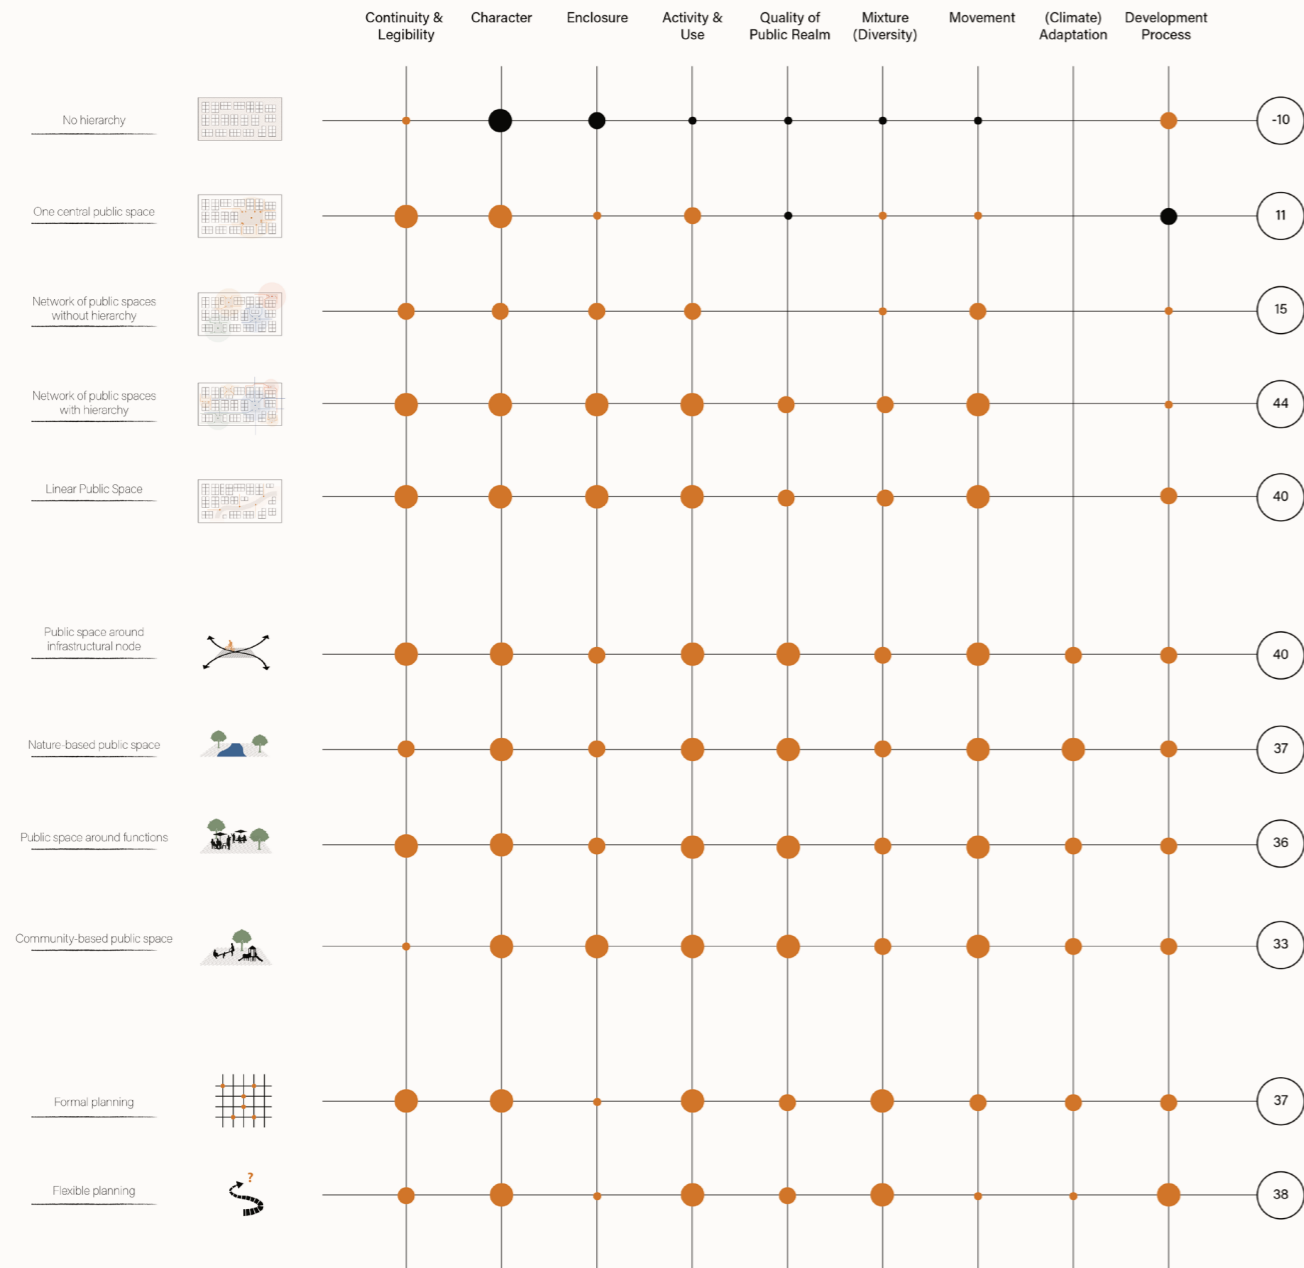 Continuity &
Legibility
Character
Enclosure
Activity &
Use
Quality of
Public Realm
Mixture
(Diversity)
Movement
(Climate)
Adaptation
Development
Process
No hierarchy
-10
One central public space
11
Network of public spaces
without hierarchy
15
Network of public spaces
with hierarchy
44
Linear Public Space
40
Public space around
infrastructural node
40
Nature-based public space
37
Public space around functions
36
Community-based public space
33
Formal planning
37
?
Flexible planning
38